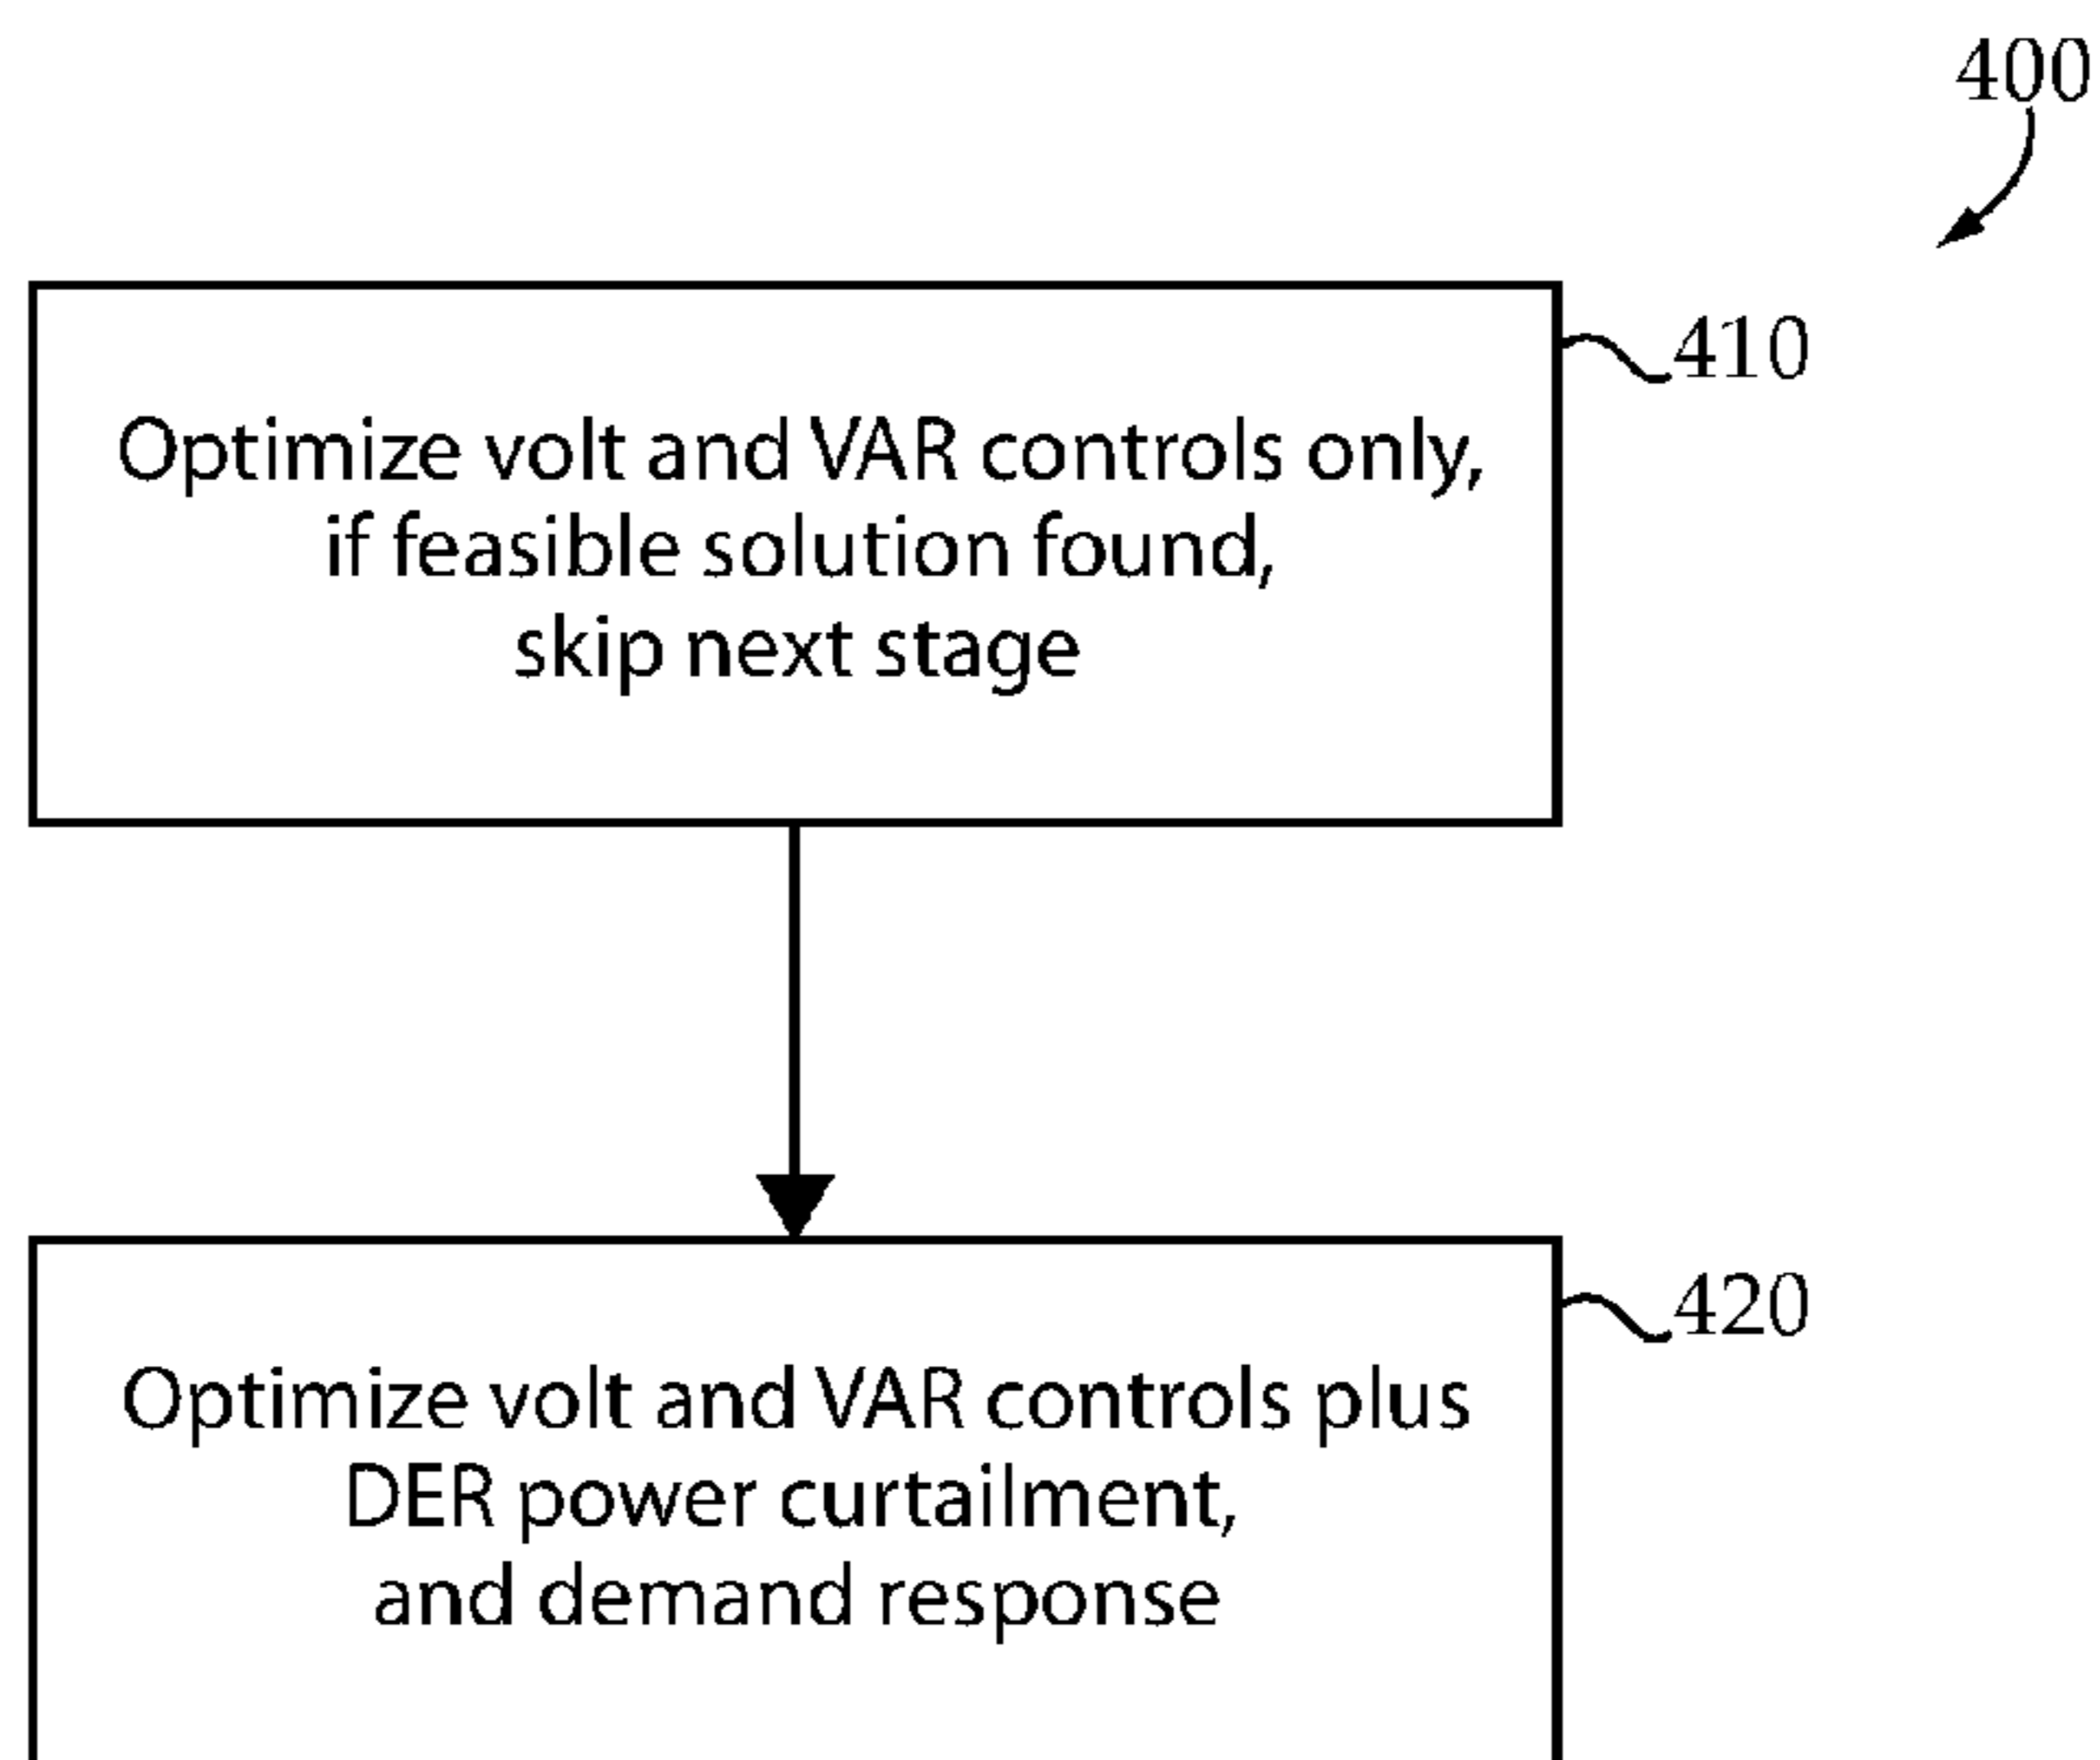 400
410
Optimize volt and VAR controls only,
if feasible solution found,
skip next stage
420
Optimize volt and VAR controls plus
DER power curtailment,
and demand response